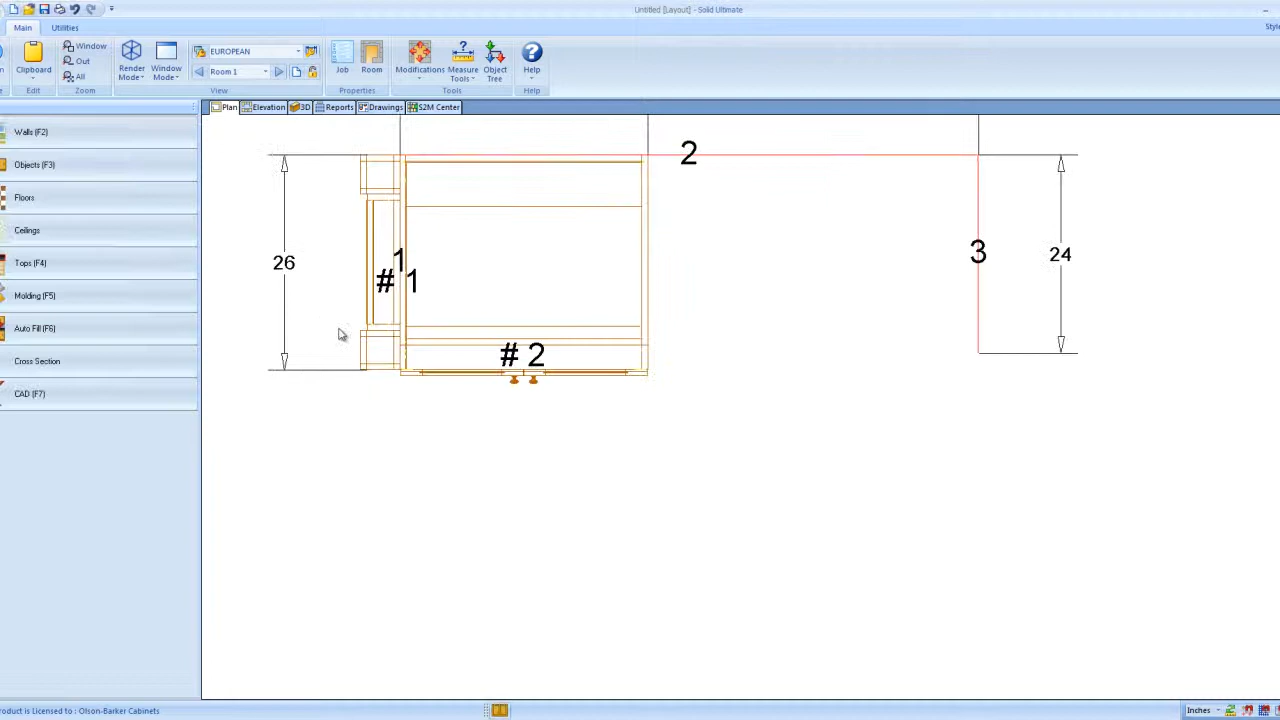 Untitled [Layout] - Solid Ultimate
Main
Utilities
Style
Clipboard
Edit
Window
Out
All
Zoom
Render Mode
Window Mode
EUROPEAN
Room 1
View
Job
Room
Properties
Modifications
Measure Tools
Object Tree
Tools
Help
Help
Plan
Elevation
3D
Reports
Drawings
S2M Center
Walls (F2)
Objects (F3)
Floors
Ceilings
Tops (F4)
Molding (F5)
Auto Fill (F6)
Cross Section
CAD (F7)
2
26
1
# 1
# 2
3
24
roduct is Licensed to : Olson-Barker Cabinets
Inches